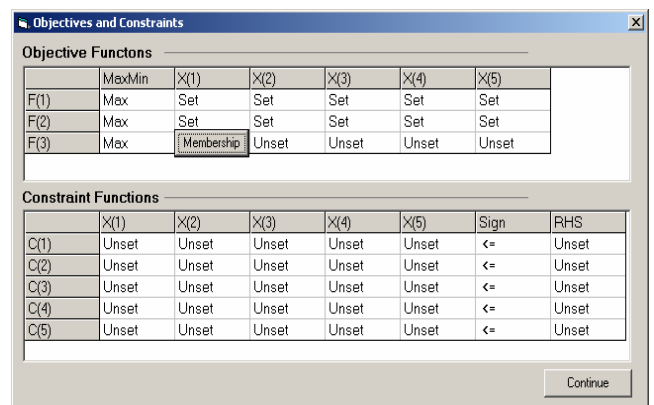 Objectives and Constraints
Objective Functons
MaxMin X(1) X(2) X(3) X(4) X(5)
F(1) Max Set Set Set Set Set
F(2) Max Set Set Set Set Set
F(3) Max Membership Unset Unset Unset Unset
Constraint Functions
X(1) X(2) X(3) X(4) X(5) Sign RHS
C(1) Unset Unset Unset Unset Unset <= Unset
C(2) Unset Unset Unset Unset Unset <= Unset
C(3) Unset Unset Unset Unset Unset <= Unset
C(4) Unset Unset Unset Unset Unset <= Unset
C(5) Unset Unset Unset Unset Unset <= Unset
Continue